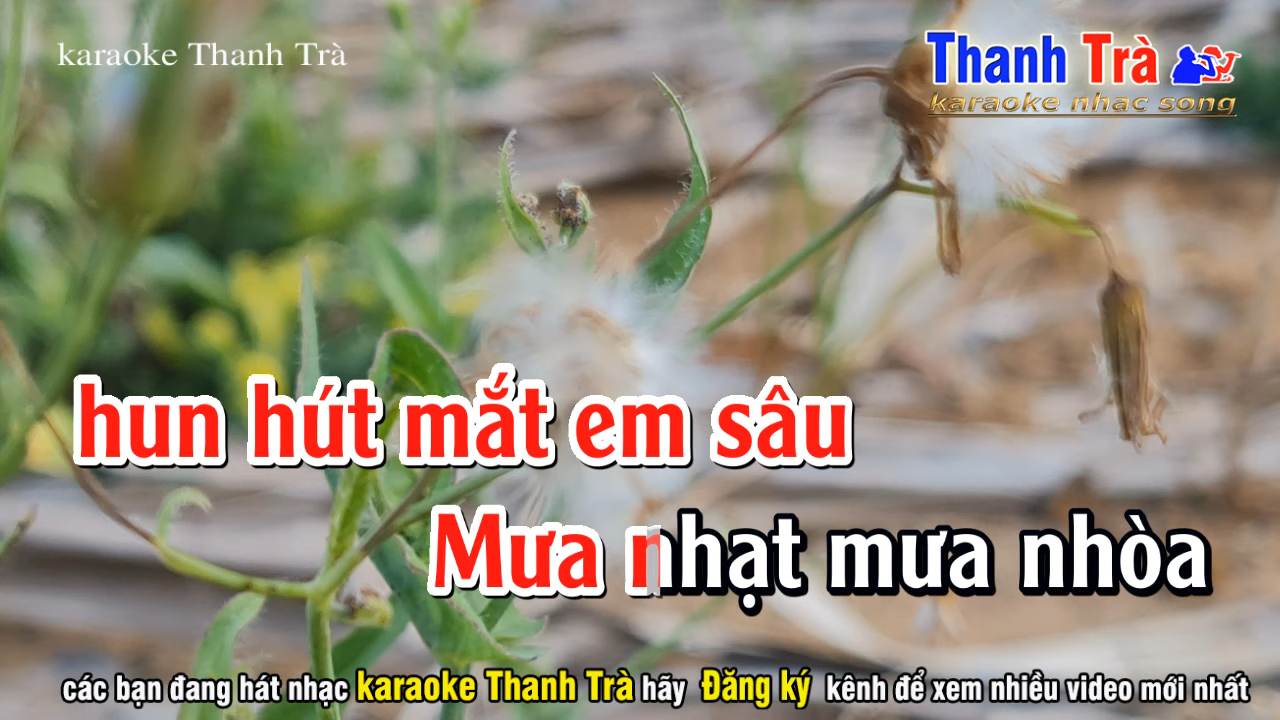 karaoke Thanh Trà
Thanh Trà
karaoke nhac song
hun hút mắt em sâu
Mưa nhạt mưa nhòa
các bạn đang hát nhạc karaoke Thanh Trà hãy Đăng ký kênh để xem nhiều video mới nhất